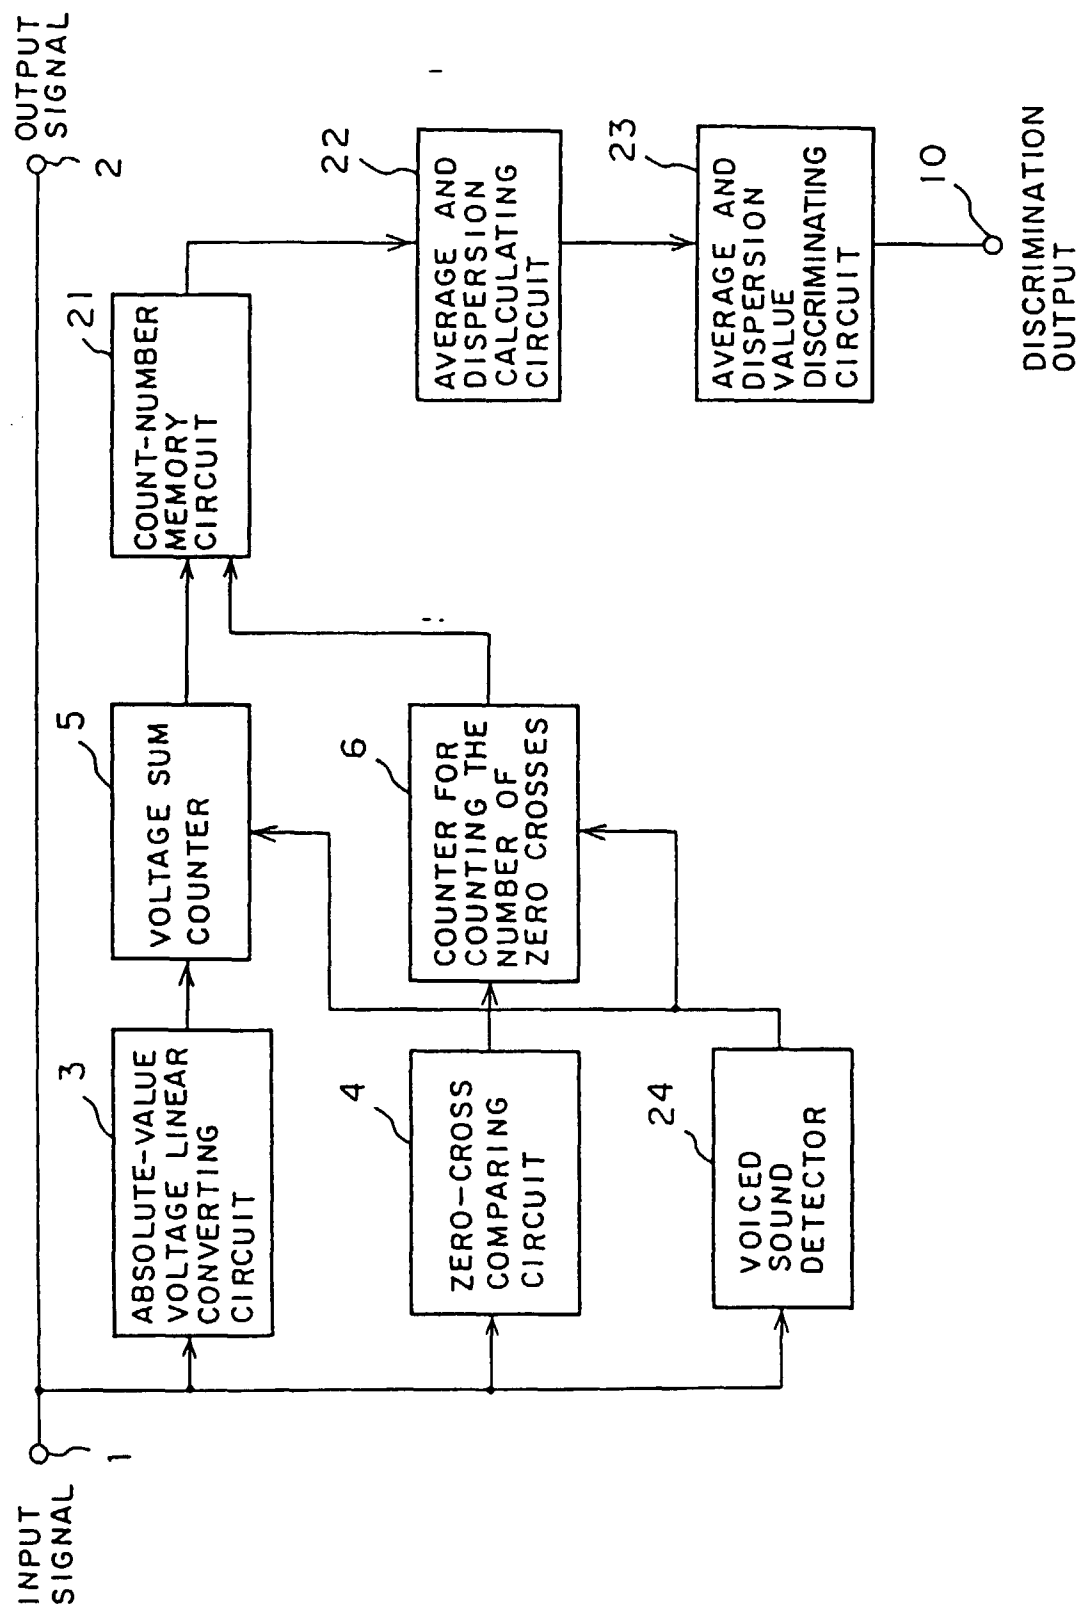 INPUT
SIGNAL
1
OUTPUT
SIGNAL
2
3
ABSOLUTE-VALUE
VOLTAGE LINEAR
CONVERTING
CIRCUIT
5
VOLTAGE SUM
COUNTER
21
COUNT-NUMBER
MEMORY
CIRCUIT
4
ZERO-CROSS
COMPARING
CIRCUIT
6
COUNTER FOR
COUNTING THE
NUMBER OF
ZERO CROSSES
22
AVERAGE AND
DISPERSION
CALCULATING
CIRCUIT
24
VOICED
SOUND
DETECTOR
23
AVERAGE AND
DISPERSION
VALUE
DISCRIMINATING
CIRCUIT
10
DISCRIMINATION
OUTPUT